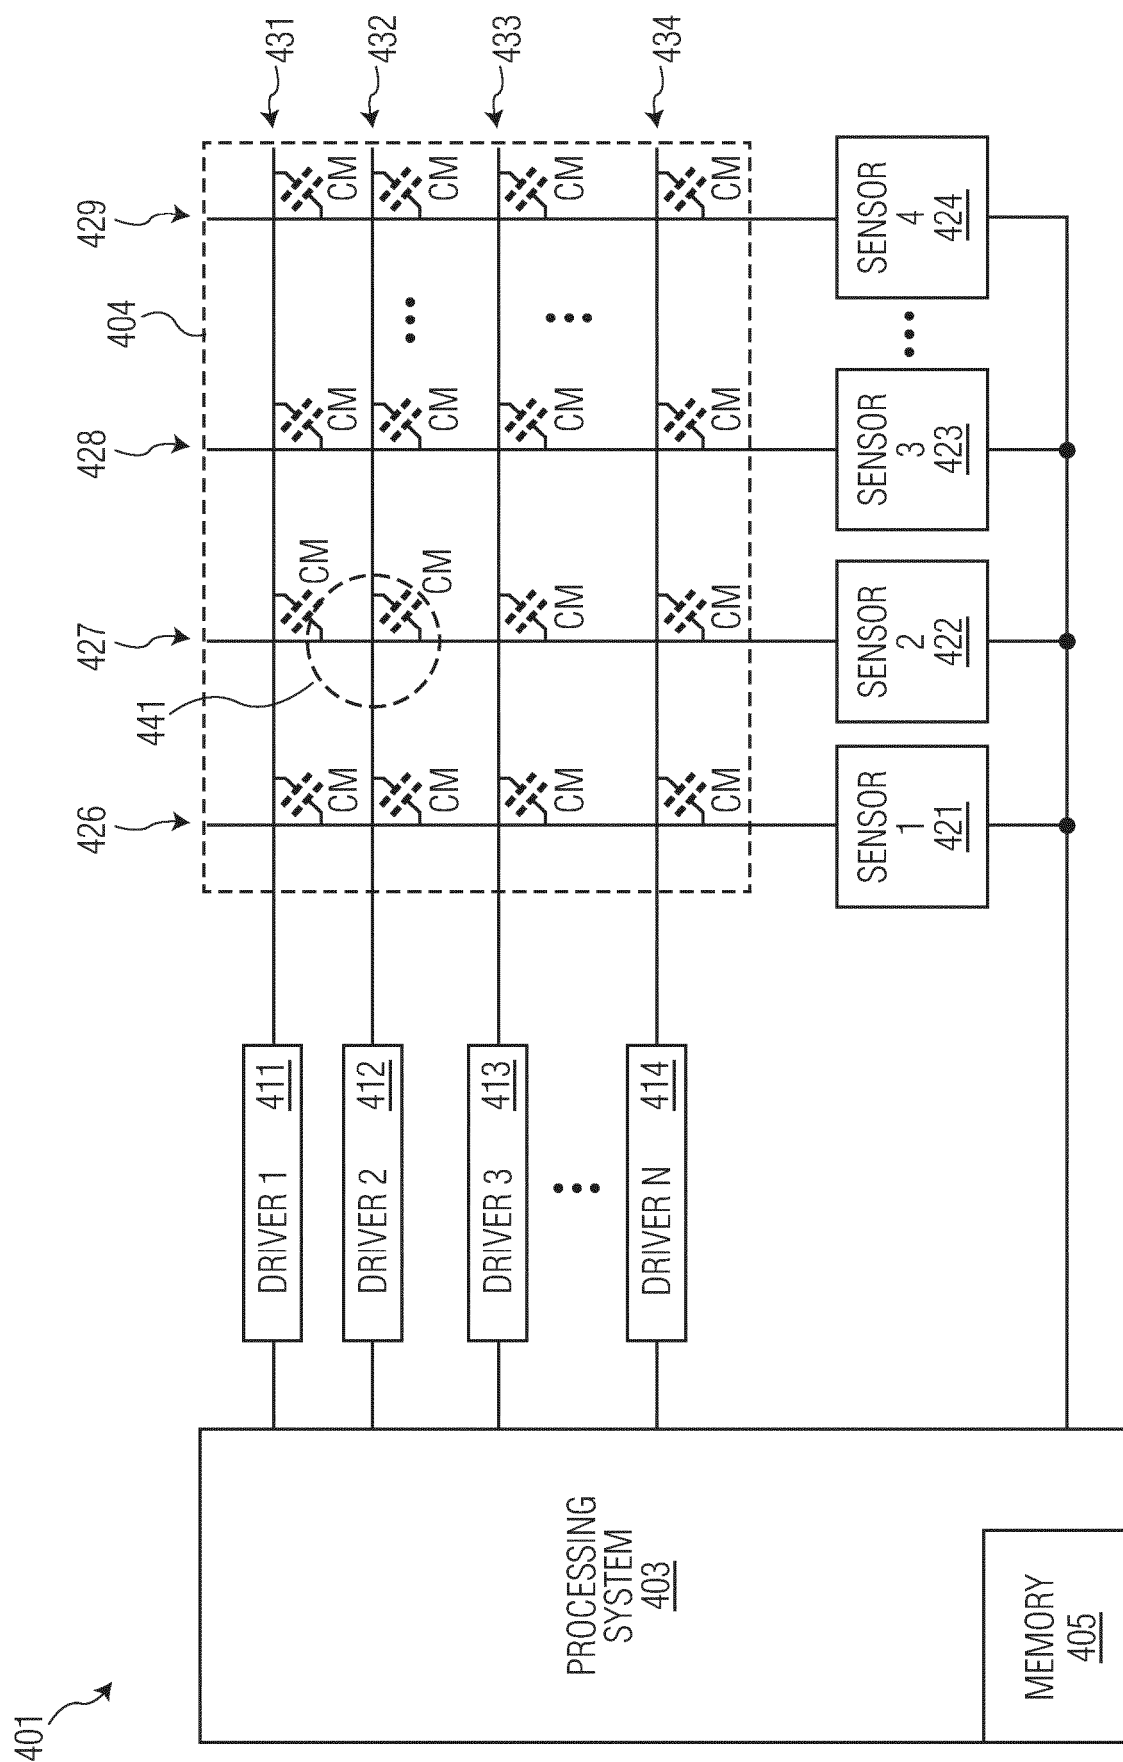 401
426
427
428
429
404
441
DRIVER 1 411
431
CM
CM
CM
CM
DRIVER 2 412
432
CM
CM
CM
CM
DRIVER 3 413
433
CM
CM
CM
CM
PROCESSING
SYSTEM
403
DRIVER N 414
434
CM
CM
CM
CM
SENSOR
1
421
SENSOR
2
422
SENSOR
3
423
SENSOR
4
424
MEMORY
405